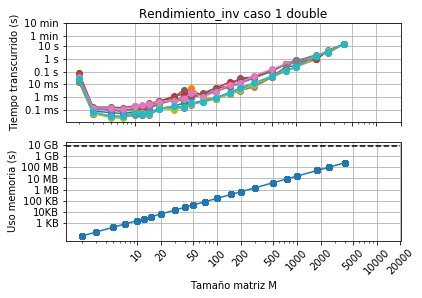 Rendimiento_inv caso 1 double
Tiempo transcurrido (s)
10 min
1 min
10 s
1 s
0.1 s
10 ms
1 ms
0.1 ms
Uso memoria (s)
10 GB
1 GB
100 MB
10 MB
1 MB
100KB
10KB
1 KB
10
20
50
100
200
500
1000
2000
5000
10000
20000
Tamaño matriz M